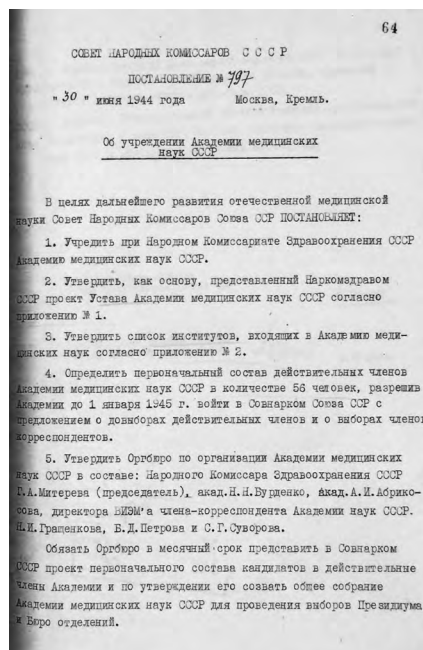 64
СОВЕТ НАРОДНЫХ КОМИССАРОВ С С С Р
ПОСТАНОВЛЕНИЕ № 797
"30" июня 1944 года Москва, Кремль.
Об учреждении Академии медицинских
наук СССР
В целях дальнейшего развития отечественной медицинской
науки Совет Народных Комиссаров Союза ССР ПОСТАНОВЛЯЕТ:
1. Учредить при Народном Комиссариате Здравоохранения СССР
Академию медицинских наук СССР.
2. Утвердить, как основу, представленный Наркомздравом
СССР проект Устава Академии медицинских наук СССР согласно
приложению № 1.
3. Утвердить список институтов, входящих в Академию меди-
цинских наук согласно приложению № 2.
4. Определить первоначальный состав действительных членов
Академии медицинских наук СССР в количестве 56 человек, разрешив
Академии до 1 января 1945 г. войти в Совнарком Союза ССР с
предложением о довыборах действительных членов и о выборах членов
корреспондентов.
5. Утвердить Оргбюро по организации Академии медицинских
наук СССР в составе: Народного Комиссара Здравоохранения СССР
Г.А.Митерева (председатель), акад.Н.Н.Бурденко, акад.А.И.Абрико-
сова, директора ВИЭМ'а члена-корреспондента Академии наук СССР.
Н.И.Гращенкова, Б.Д.Петрова и С.Г.Суворова.
Обязать Оргбюро в месячный срок представить в Совнарком
СССР проект первоначального состава кандидатов в действительные
члены Академии и по утверждении его созвать общее собрание
Академии медицинских наук СССР для проведения выборов Президиума
и Бюро отделений.